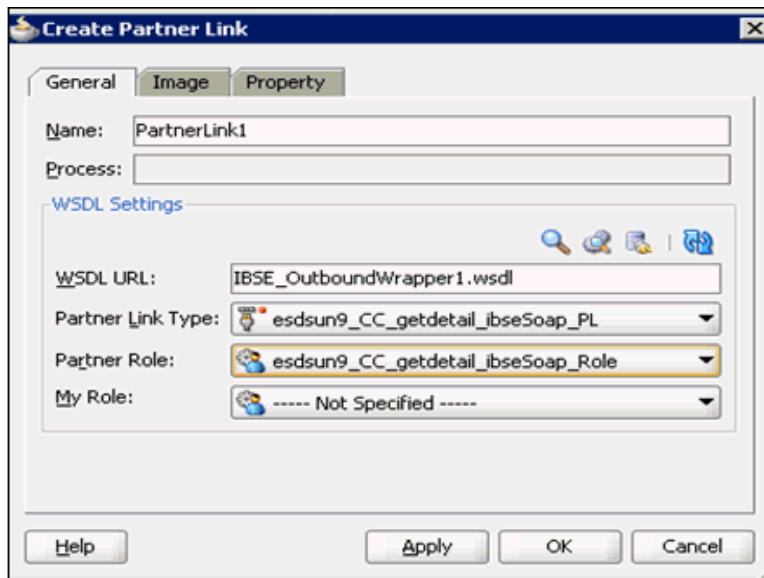 Create Partner Link
General Image Property
Name: PartnerLink1
Process:
WSDL Settings
WSDL URL: IBSE_OutboundWrapper1.wsdl
Partner Link Type: esdsun9_CC_getdetail_ibseSoap_PL
Partner Role: esdsun9_CC_getdetail_ibseSoap_Role
My Role: ----- Not Specified -----
Help Apply OK Cancel